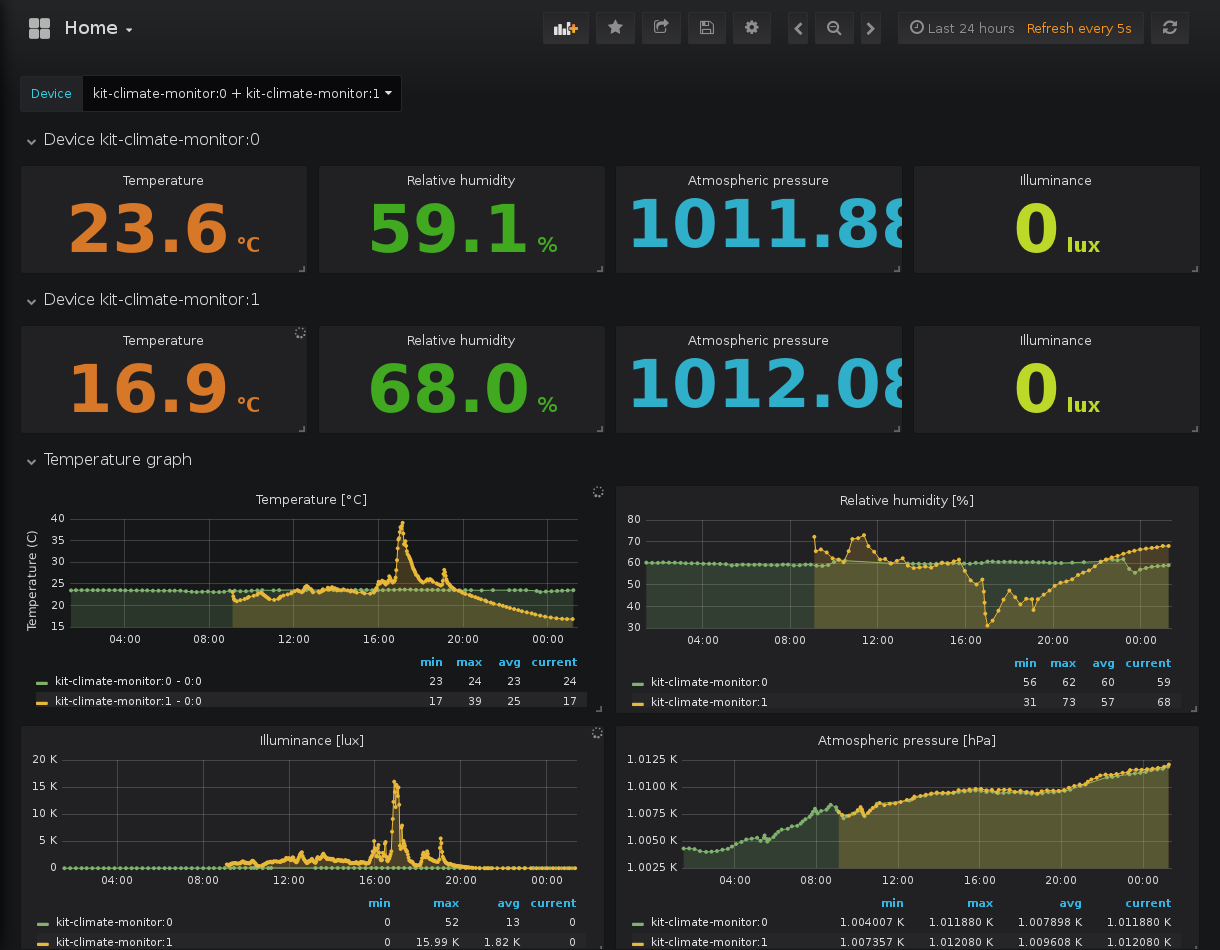 Home
Last 24 hours Refresh every 5s
Device kit-climate-monitor:0 + kit-climate-monitor:1
Device kit-climate-monitor:0
Temperature Relative humidity Atmospheric pressure Illuminance
23.6 °C 59.1 % 1011.88 0 lux
Device kit-climate-monitor:1
Temperature Relative humidity Atmospheric pressure Illuminance
16.9 °C 68.0 % 1012.08 0 lux
Temperature graph
Temperature [°C]
Temperature (C)
40
35
30
25
20
15
04:00 08:00 12:00 16:00 20:00 00:00
min max avg current
kit-climate-monitor:0 - 0:0 23 24 23 24
kit-climate-monitor:1 - 0:0 17 39 25 17
Relative humidity [%]
80
70
60
50
40
30
04:00 08:00 12:00 16:00 20:00 00:00
min max avg current
kit-climate-monitor:0 56 62 60 59
kit-climate-monitor:1 31 73 57 68
Illuminance [lux]
20 K
15 K
10 K
5 K
0
04:00 08:00 12:00 16:00 20:00 00:00
min max avg current
kit-climate-monitor:0 0 52 13 0
kit-climate-monitor:1 0 15.99 K 1.82 K 0
Atmospheric pressure [hPa]
1.0125 K
1.0100 K
1.0075 K
1.0050 K
1.0025 K
04:00 08:00 12:00 16:00 20:00 00:00
min max avg current
kit-climate-monitor:0 1.004007 K 1.011880 K 1.007898 K 1.011880 K
kit-climate-monitor:1 1.007357 K 1.012080 K 1.009608 K 1.012080 K